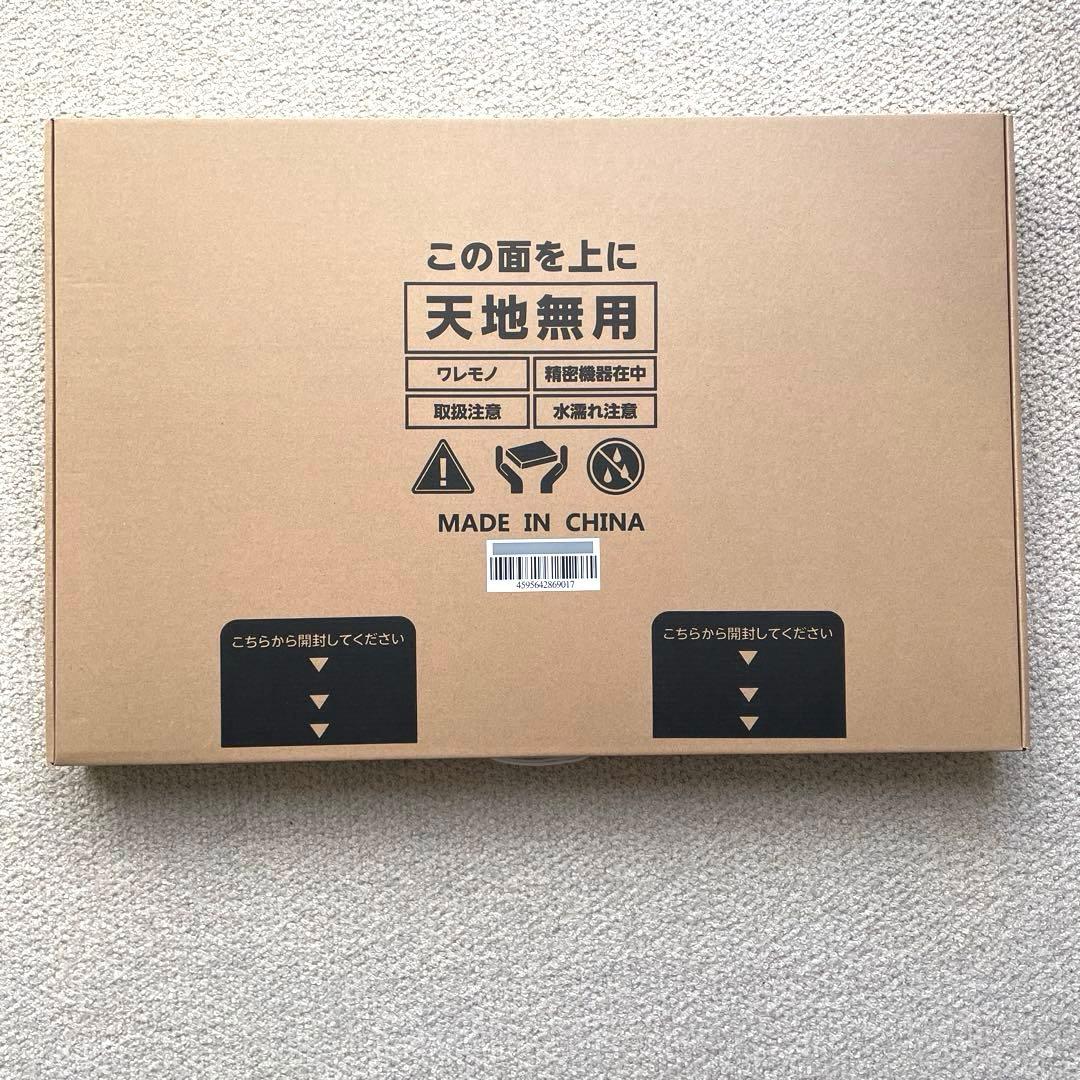 この面を上に
天地無用
ワレモノ 精密機器在中
取扱注意 水濡れ注意
MADE IN CHINA
4595642869017
こちらから開封してください
こちらから開封してください